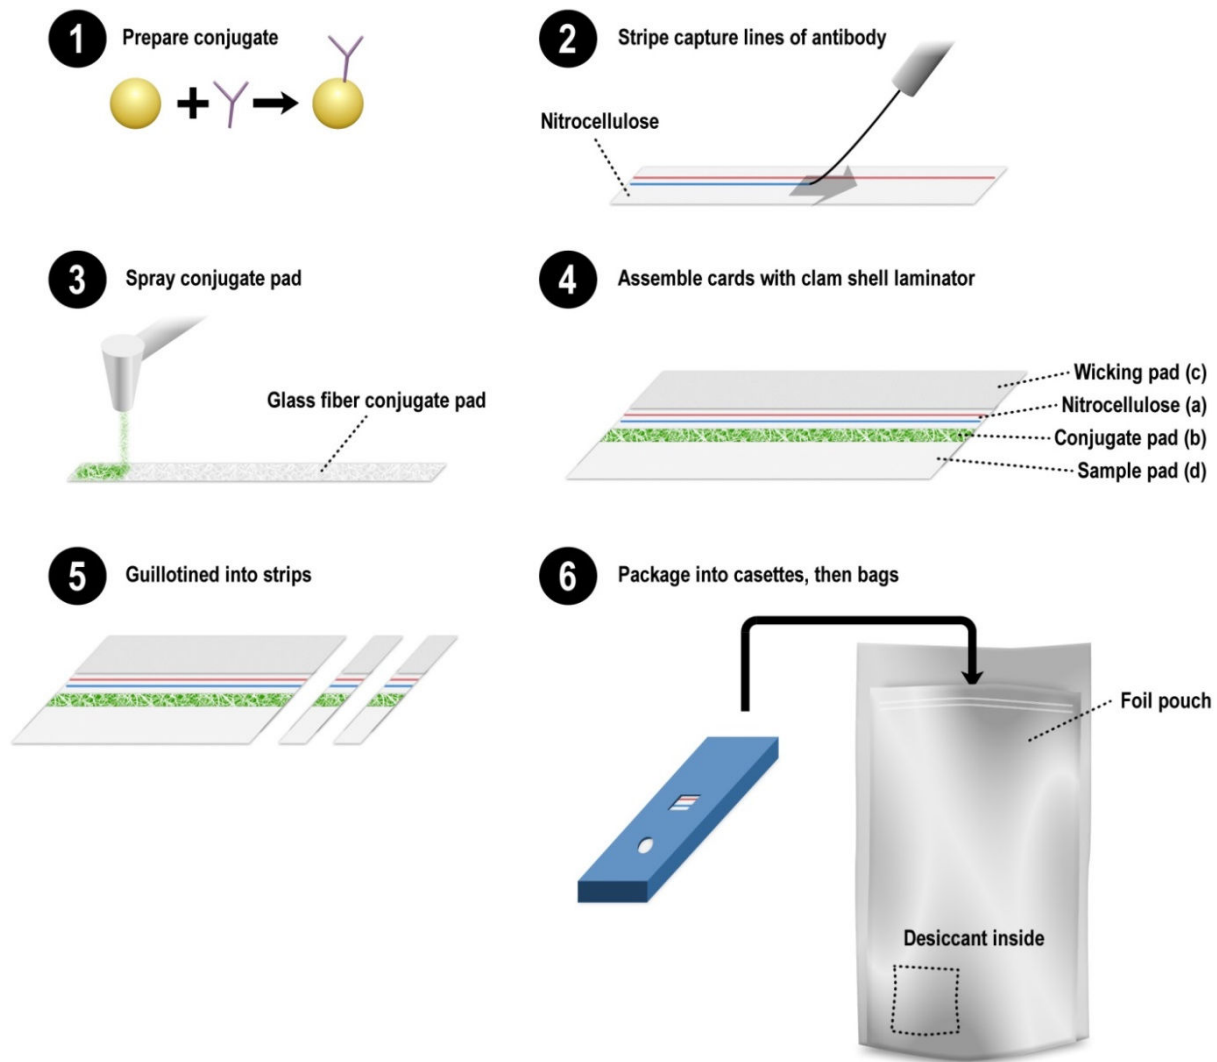 1 Prepare conjugate
2 Stripe capture lines of antibody
Nitrocellulose
3 Spray conjugate pad
Glass fiber conjugate pad
4 Assemble cards with clam shell laminator
Wicking pad (c)
Nitrocellulose (a)
Conjugate pad (b)
Sample pad (d)
5 Guillotined into strips
6 Package into casettes, then bags
Foil pouch
Desiccant inside